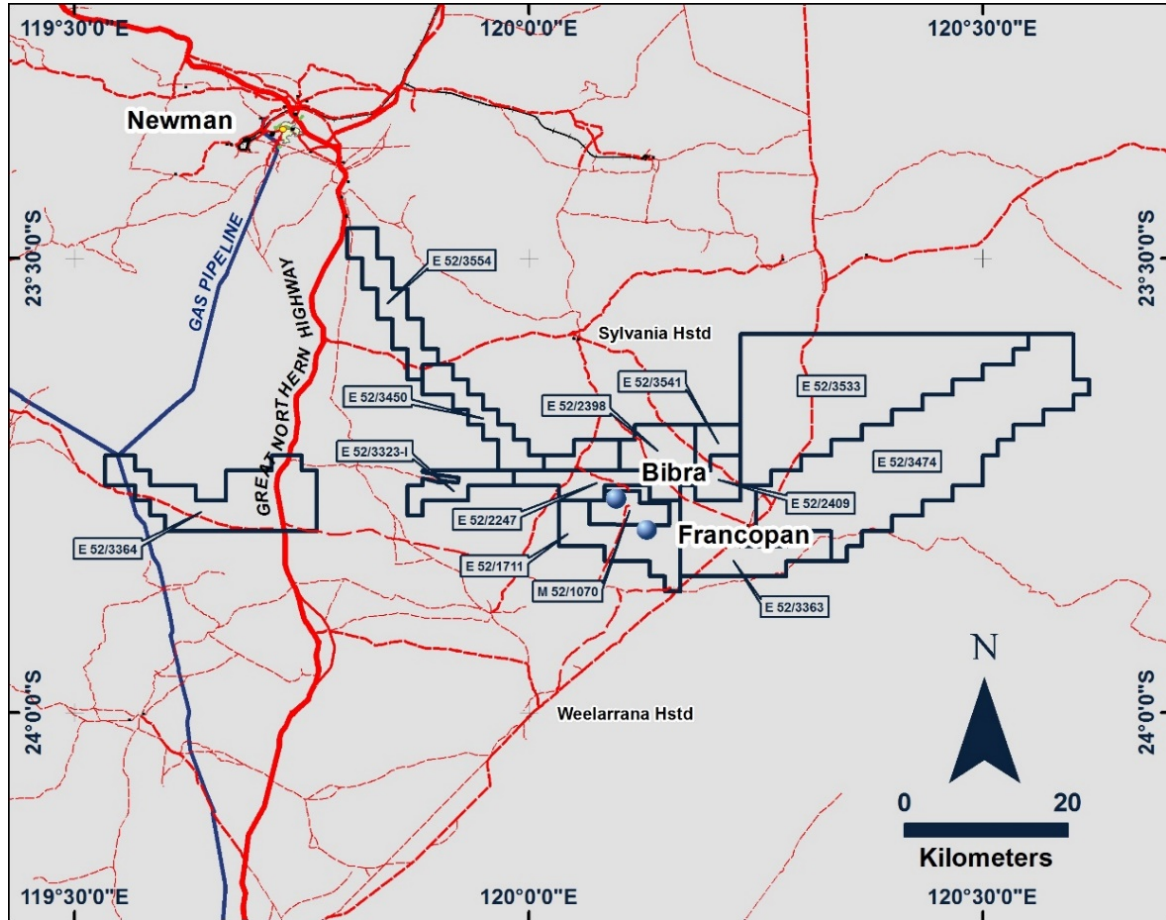 119°30'0"E
120°0'0"E
120°30'0"E
Newman
23°30'0"S
23°30'0"S
GAS PIPELINE
GREAT NORTHERN HIGHWAY
E 52/3554
Sylvania Hstd
E 52/3541
E 52/3533
E 52/2398
E 52/3450
E 52/3323-I
E 52/3474
Bibra
E 52/2409
E 52/2247
Francopan
E 52/3364
E 52/1711
M 52/1070
E 52/3363
N
24°0'0"S
Weelarrana Hstd
24°0'0"S
0
20
Kilometers
119°30'0"E
120°0'0"E
120°30'0"E